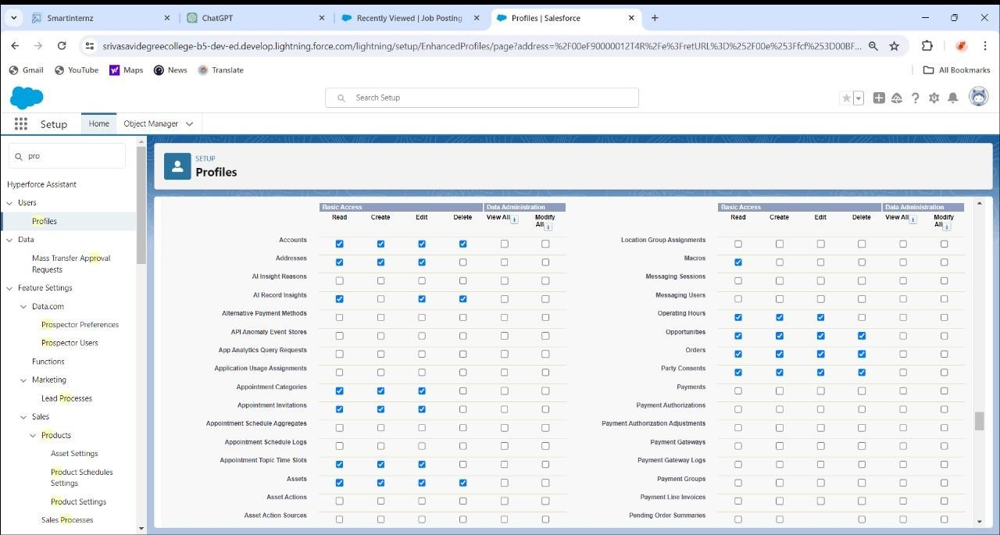 Smartinternz
ChatGPT
Recently Viewed | Job Posting
Profiles | Salesforce
srivasavidegreecollege-b5-dev-ed.develop.lightning.force.com/lightning/setup/EnhancedProfiles/page?address=%2F00eF90000012T4R%2Fe%3FretURL%3D%252F00e%253Ffcf%253D00BF...
Gmail
YouTube
Maps
News
Translate
All Bookmarks
Search Setup
Setup
Home
Object Manager
pro
Hyperforce Assistant
Users
Profiles
Data
Mass Transfer Approval
Requests
Feature Settings
Data.com
Prospector Preferences
Prospector Users
Functions
Marketing
Lead Processes
Sales
Products
Asset Settings
Product Schedules
Settings
Product Settings
Sales Processes
SETUP
Profiles
Basic Access Data Administration
Read Create Edit Delete View All Modify
All
Accounts
Addresses
AI Insight Reasons
AI Record Insights
Alternative Payment Methods
API Anomaly Event Stores
App Analytics Query Requests
Application Usage Assignments
Appointment Categories
Appointment Invitations
Appointment Schedule Aggregates
Appointment Schedule Logs
Appointment Topic Time Slots
Assets
Asset Actions
Asset Action Sources
Basic Access Data Administration
Read Create Edit Delete View All Modify
All
Location Group Assignments
Macros
Messaging Sessions
Messaging Users
Operating Hours
Opportunities
Orders
Party Consents
Payments
Payment Authorizations
Payment Authorization Adjustments
Payment Gateways
Payment Gateway Logs
Payment Groups
Payment Line Invoices
Pending Order Summaries